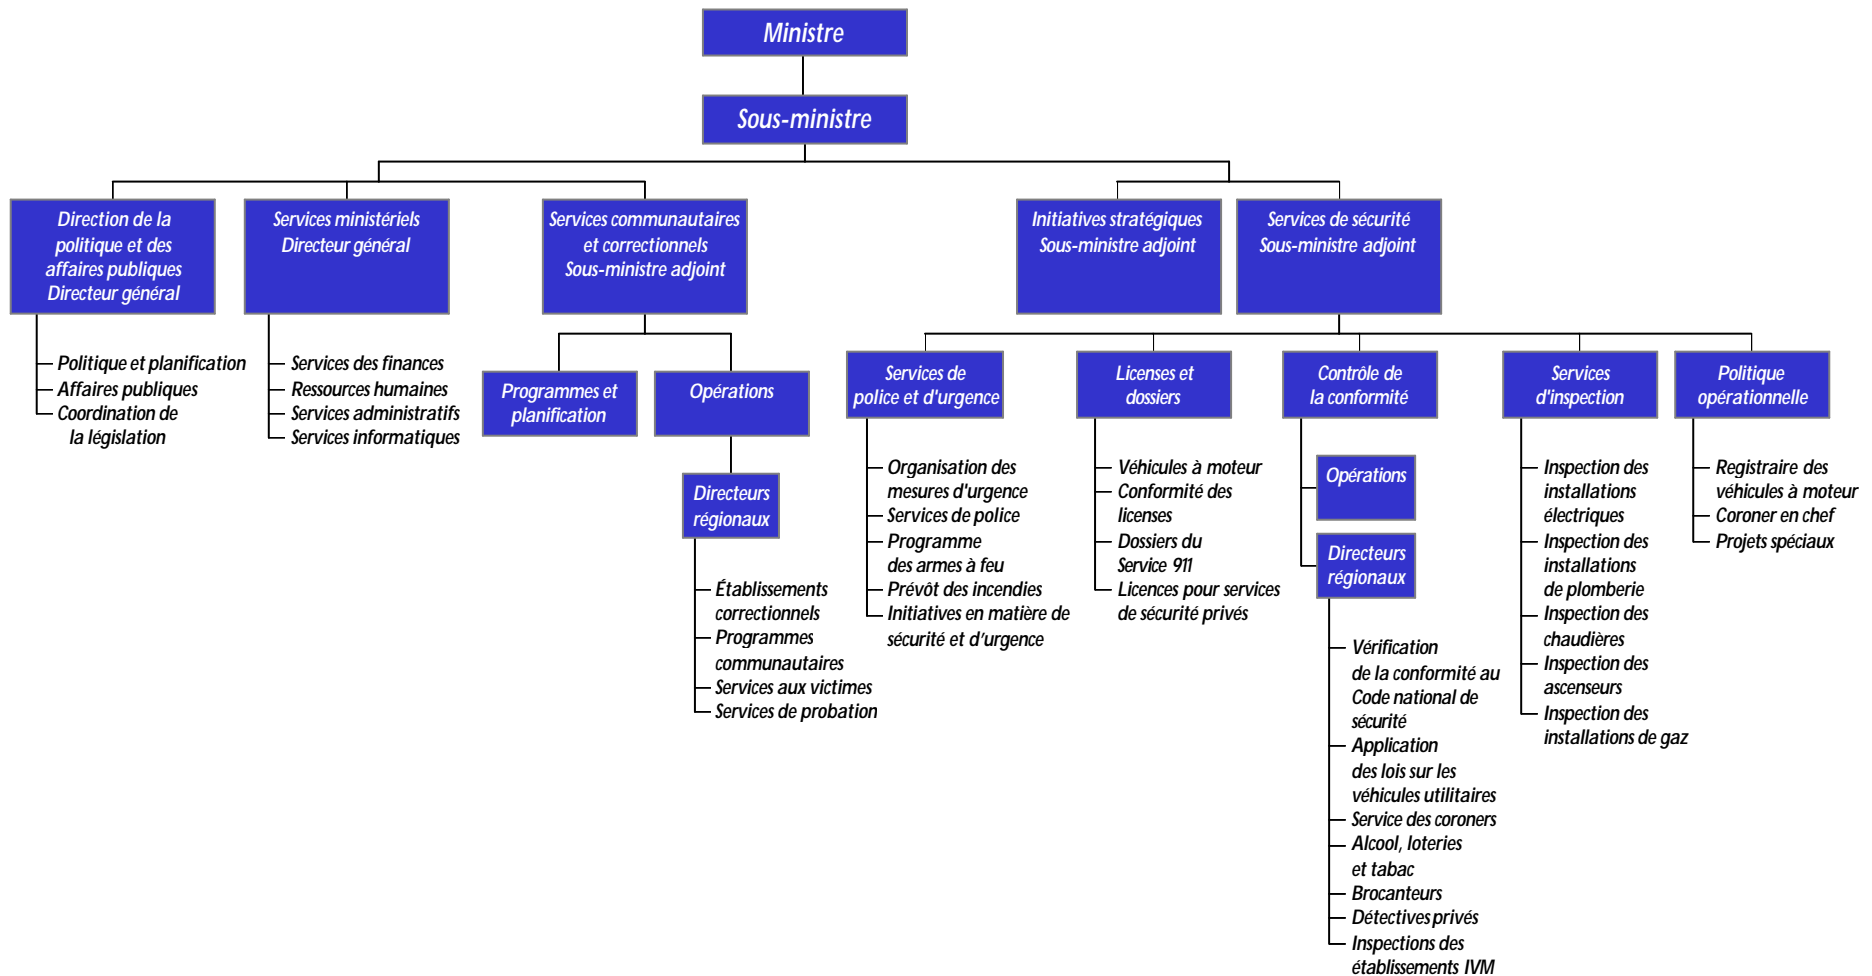 Ministre
Sous-ministre
Direction de la
politique et des
affaires publiques
Directeur général
Politique et planification
Affaires publiques
Coordination de
la législation
Services ministériels
Directeur général
Services des finances
Ressources humaines
Services administratifs
Services informatiques
Services communautaires
et correctionnels
Sous-ministre adjoint
Programmes et
planification
Opérations
Directeurs
régionaux
Établissements
correctionnels
Programmes
communautaires
Services aux victimes
Services de probation
Initiatives stratégiques
Sous-ministre adjoint
Services de sécurité
Sous-ministre adjoint
Services de
police et d'urgence
Organisation des
mesures d'urgence
Services de police
Programme
des armes à feu
Prévôt des incendies
Initiatives en matière de
sécurité et d’urgence
Licenses et
dossiers
Véhicules à moteur
Conformité des
licenses
Dossiers du
Service 911
Licences pour services
de sécurité privés
Contrôle de
la conformité
Opérations
Directeurs
régionaux
Vérification
de la conformité au
Code national de
sécurité
Application
des lois sur les
véhicules utilitaires
Service des coroners
Alcool, loteries
et tabac
Brocanteurs
Détectives privés
Inspections des
établissements IVM
Services
d'inspection
Inspection des
installations
électriques
Inspection des
installations
de plomberie
Inspection des
chaudières
Inspection des
ascenseurs
Inspection des
installations de gaz
Politique
opérationnelle
Registraire des
véhicules à moteur
Coroner en chef
Projets spéciaux